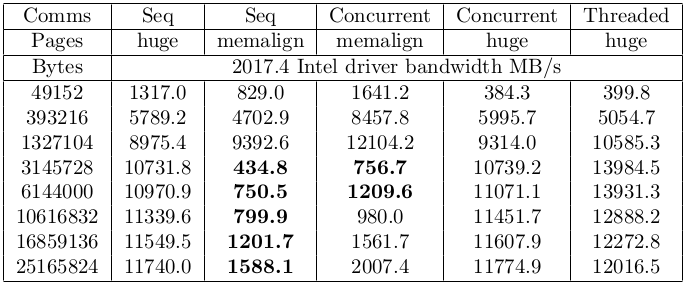 Comms Seq Seq Concurrent Concurrent Threaded
Pages huge memalign memalign huge huge
Bytes 2017.4 Intel driver bandwidth MB/s
49152 1317.0 829.0 1641.2 384.3 399.8
393216 5789.2 4702.9 8457.8 5995.7 5054.7
1327104 8975.4 9392.6 12104.2 9314.0 10585.3
3145728 10731.8 434.8 756.7 10739.2 13984.5
6144000 10970.9 750.5 1209.6 11071.1 13931.3
10616832 11339.6 799.9 980.0 11451.7 12888.2
16859136 11549.5 1201.7 1561.7 11607.9 12272.8
25165824 11740.0 1588.1 2007.4 11774.9 12016.5